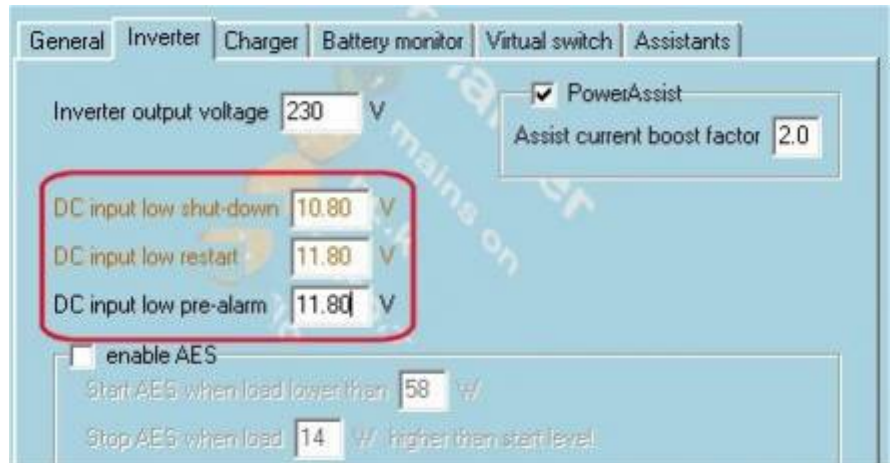 General Inverter Charger Battery monitor Virtual switch Assistants
Inverter output voltage 230 V
PowerAssist
Assist current boost factor 2.0
DC input low shut-down 10.80 V
DC input low restart 11.80 V
DC input low pre-alarm 11.80 V
enable AES
Start AES when load lower than 58 W
Stop AES when load 14 W higher than start level
mains on